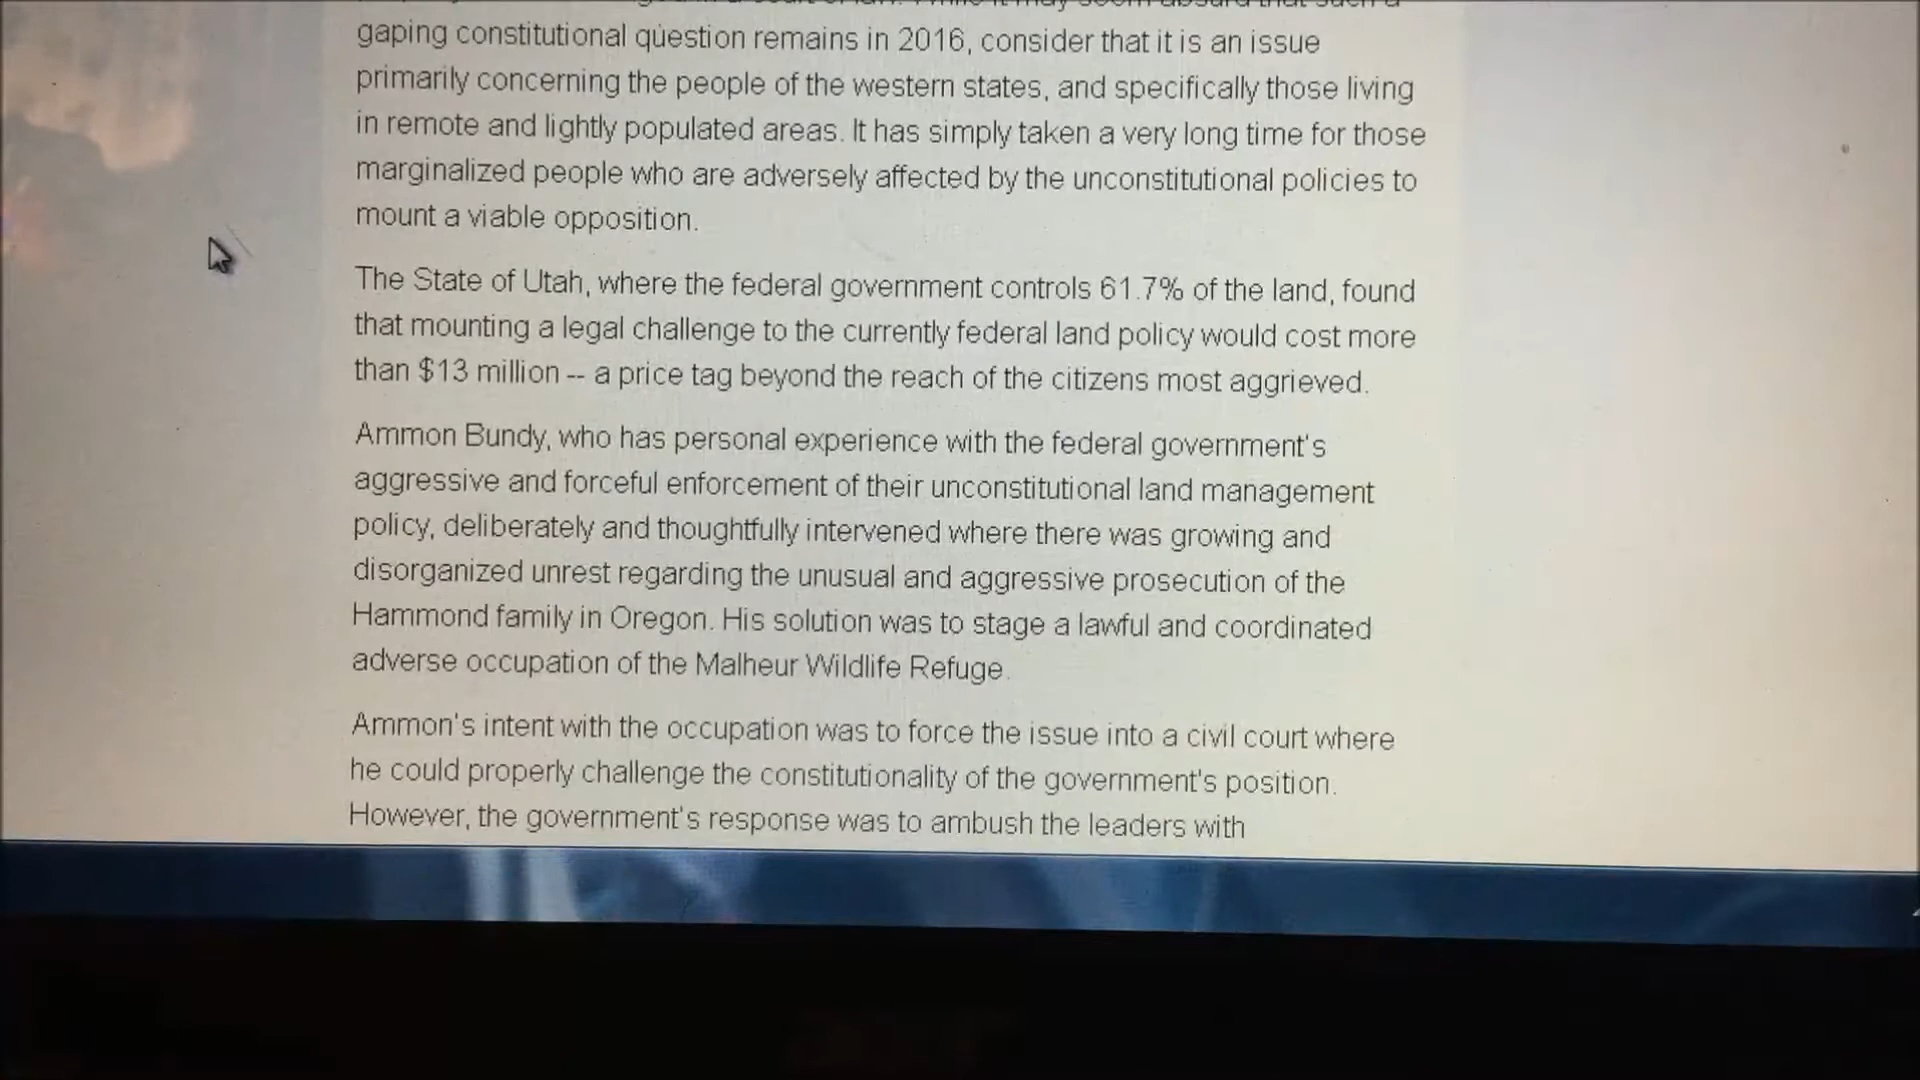 gaping constitutional question remains in 2016, consider that it is an issue
primarily concerning the people of the western states, and specifically those living
in remote and lightly populated areas. It has simply taken a very long time for those
marginalized people who are adversely affected by the unconstitutional policies to
mount a viable opposition.
The State of Utah, where the federal government controls 61.7% of the land, found
that mounting a legal challenge to the currently federal land policy would cost more
than $13 million -- a price tag beyond the reach of the citizens most aggrieved.
Ammon Bundy, who has personal experience with the federal government's
aggressive and forceful enforcement of their unconstitutional land management
policy, deliberately and thoughtfully intervened where there was growing and
disorganized unrest regarding the unusual and aggressive prosecution of the
Hammond family in Oregon. His solution was to stage a lawful and coordinated
adverse occupation of the Malheur Wildlife Refuge.
Ammon's intent with the occupation was to force the issue into a civil court where
he could properly challenge the constitutionality of the government's position.
However, the government's response was to ambush the leaders with